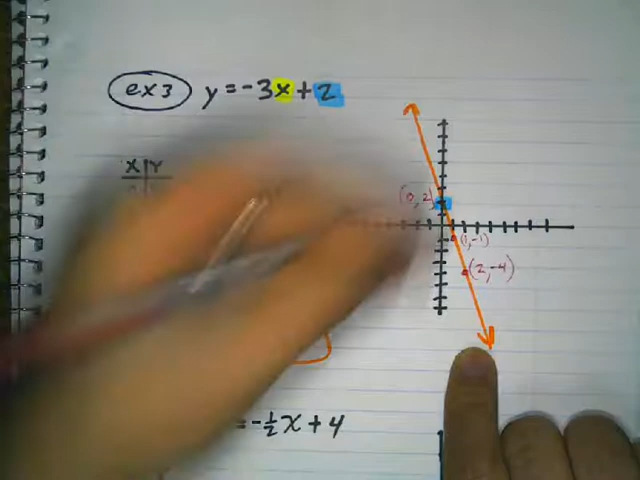 ex3 y = -3x + 2
x | y
(0, 2)
(1, -1)
(2, -4)
= -½x + 4